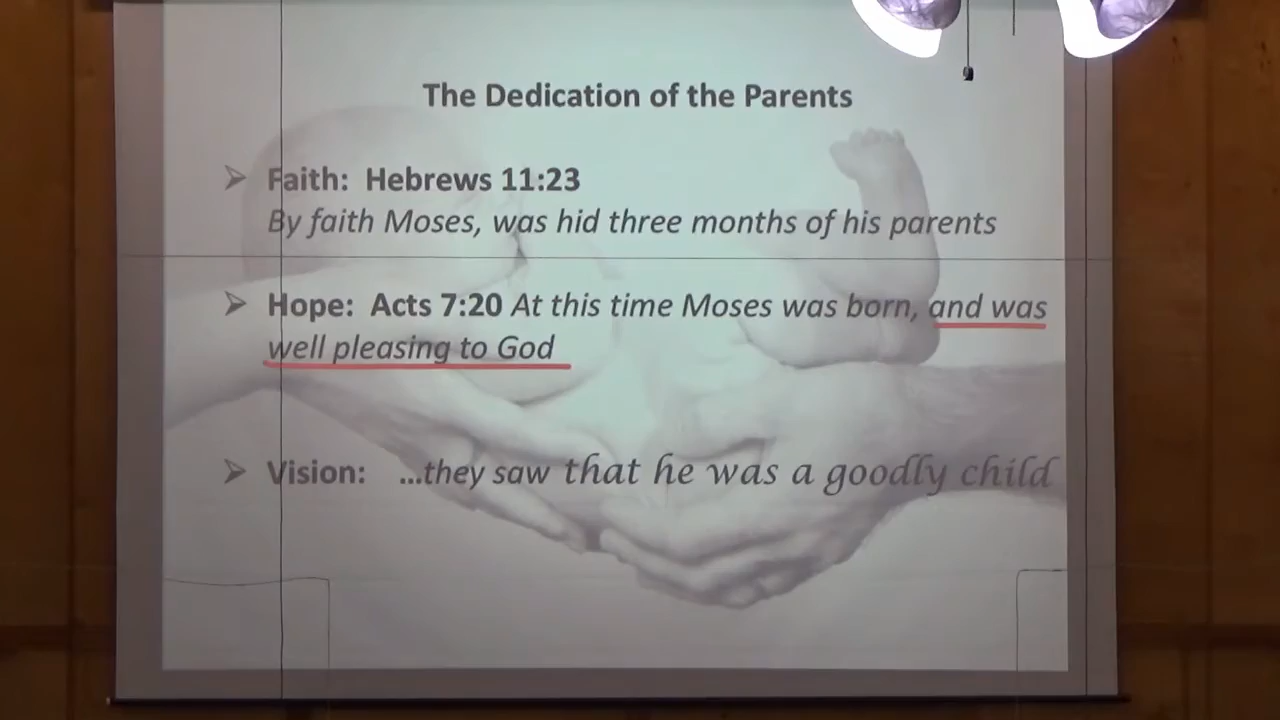 The Dedication of the Parents
Faith: Hebrews 11:23
By faith Moses, was hid three months of his parents
Hope: Acts 7:20 At this time Moses was born, and was
well pleasing to God
Vision: ...they saw that he was a goodly child